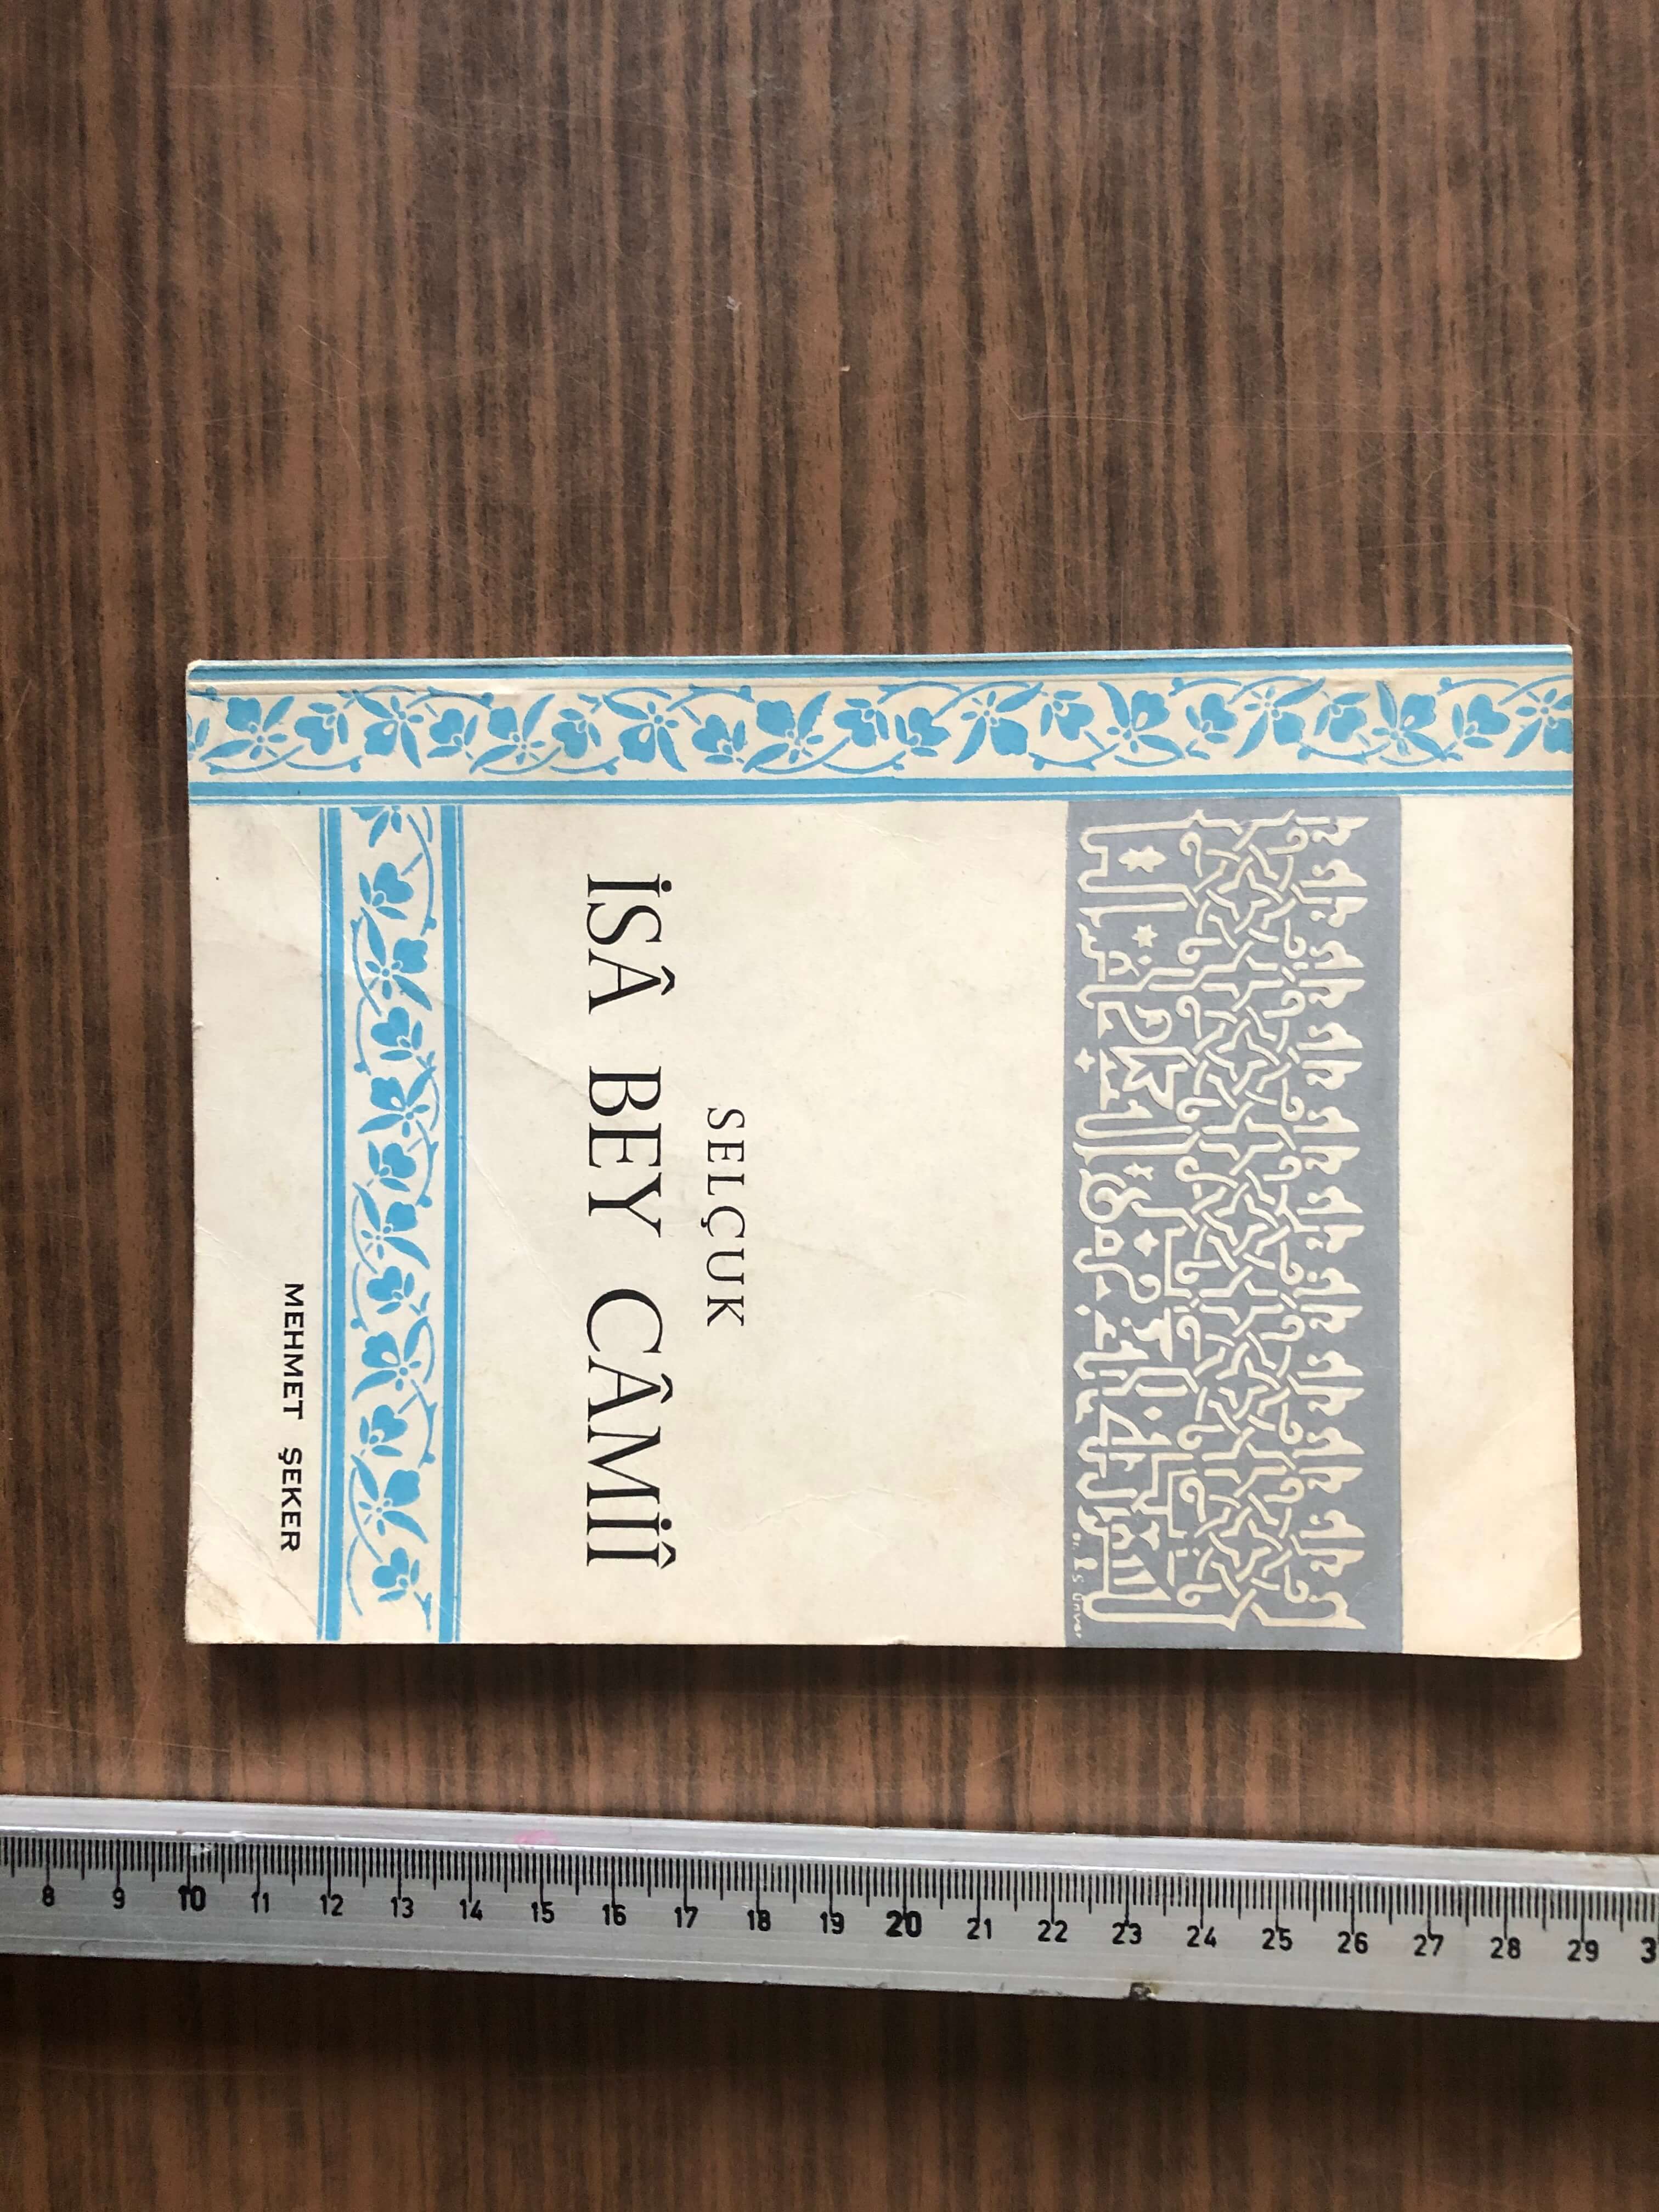 SELÇUK
İSÂ BEY CÂMİÎ
MEHMET ŞEKER
8 9 10 11 12 13 14 15 16 17 18 19 20 21 22 23 24 25 26 27 28 29